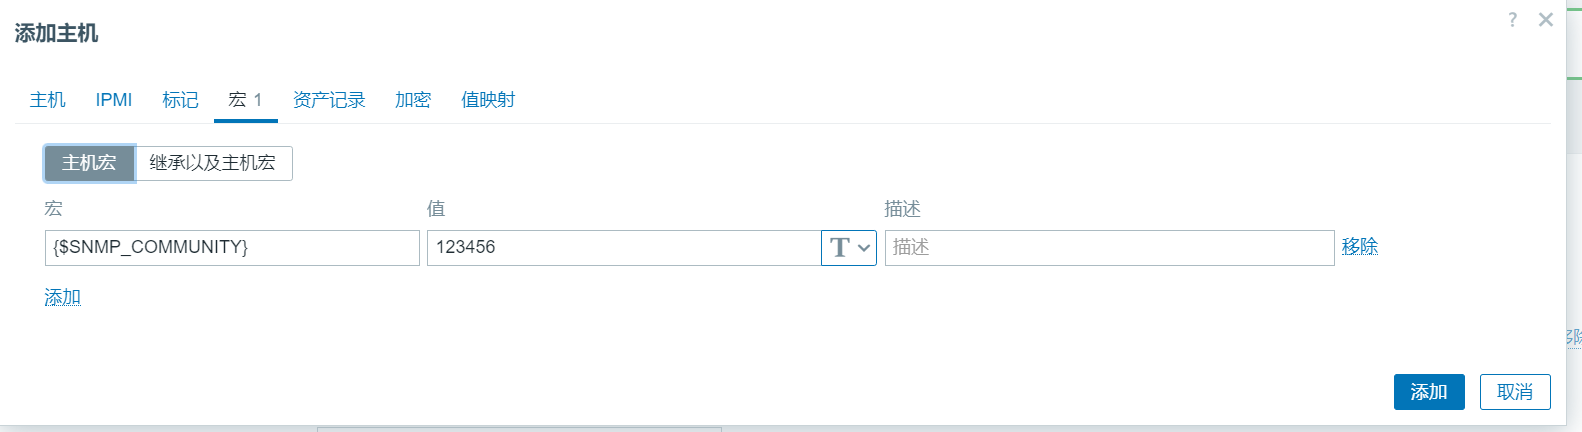 添加主机
?
主机 IPMI 标记 宏 1 资产记录 加密 值映射
主机宏 继承以及主机宏
宏 值 描述
{$SNMP_COMMUNITY} 123456 T 描述 移除
添加
添加 取消